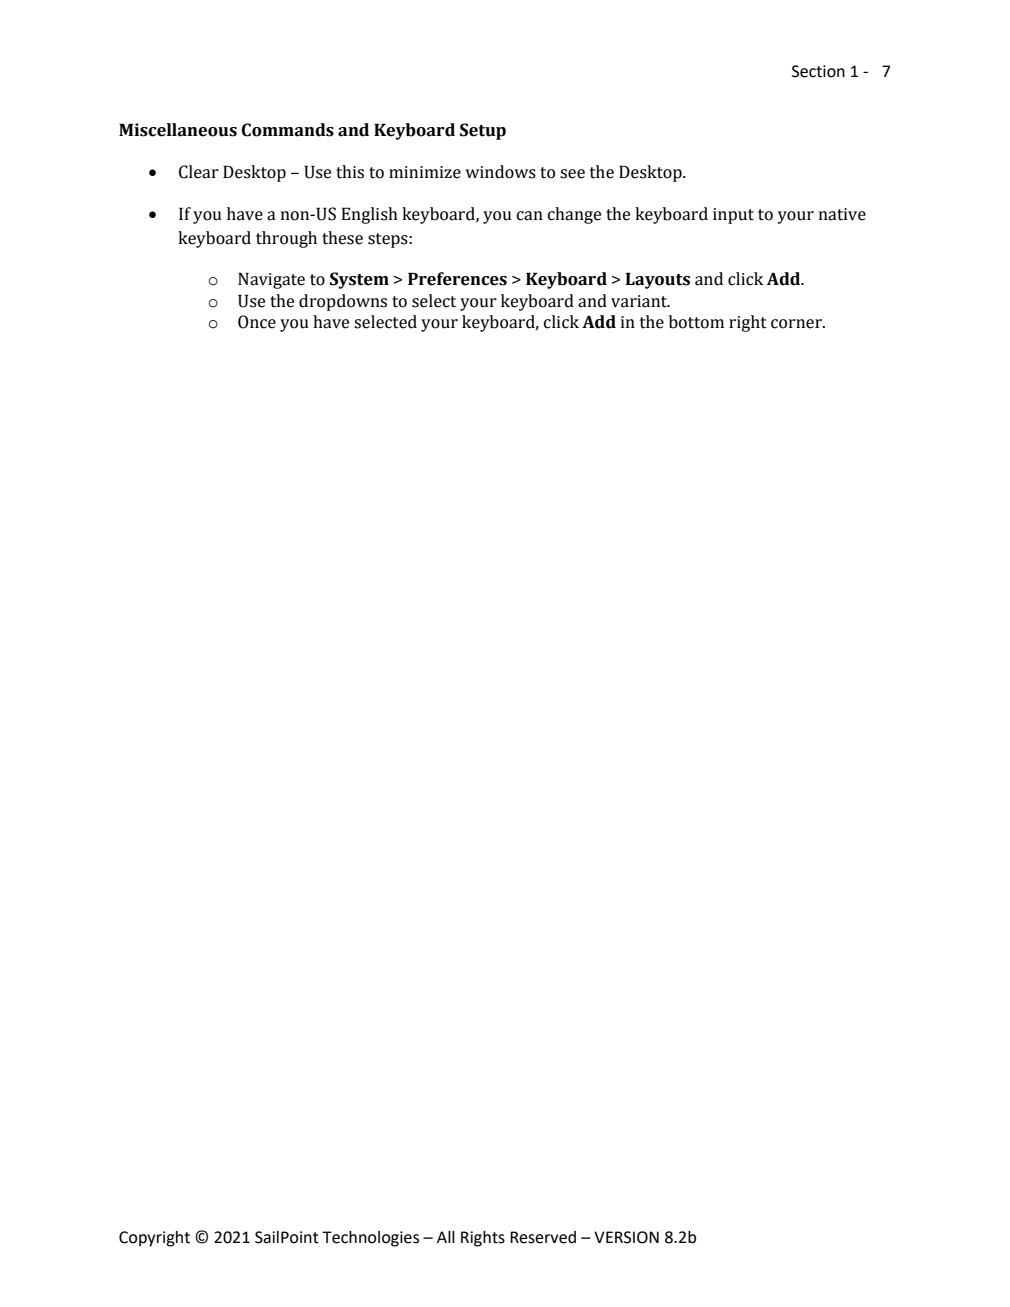 Section 1 - 7
Miscellaneous Commands and Keyboard Setup
• Clear Desktop – Use this to minimize windows to see the Desktop.
• If you have a non-US English keyboard, you can change the keyboard input to your native
keyboard through these steps:
o Navigate to System > Preferences > Keyboard > Layouts and click Add.
o Use the dropdowns to select your keyboard and variant.
o Once you have selected your keyboard, click Add in the bottom right corner.
Copyright © 2021 SailPoint Technologies – All Rights Reserved – VERSION 8.2b